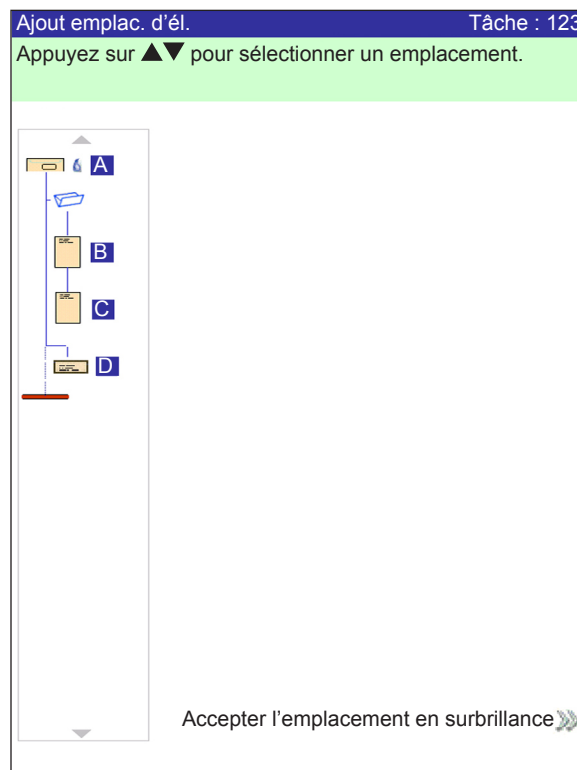 Ajout emplac. d'él. Tâche : 123
Appuyez sur ▲▼ pour sélectionner un emplacement.
A
B
C
D
Accepter l'emplacement en surbrillance